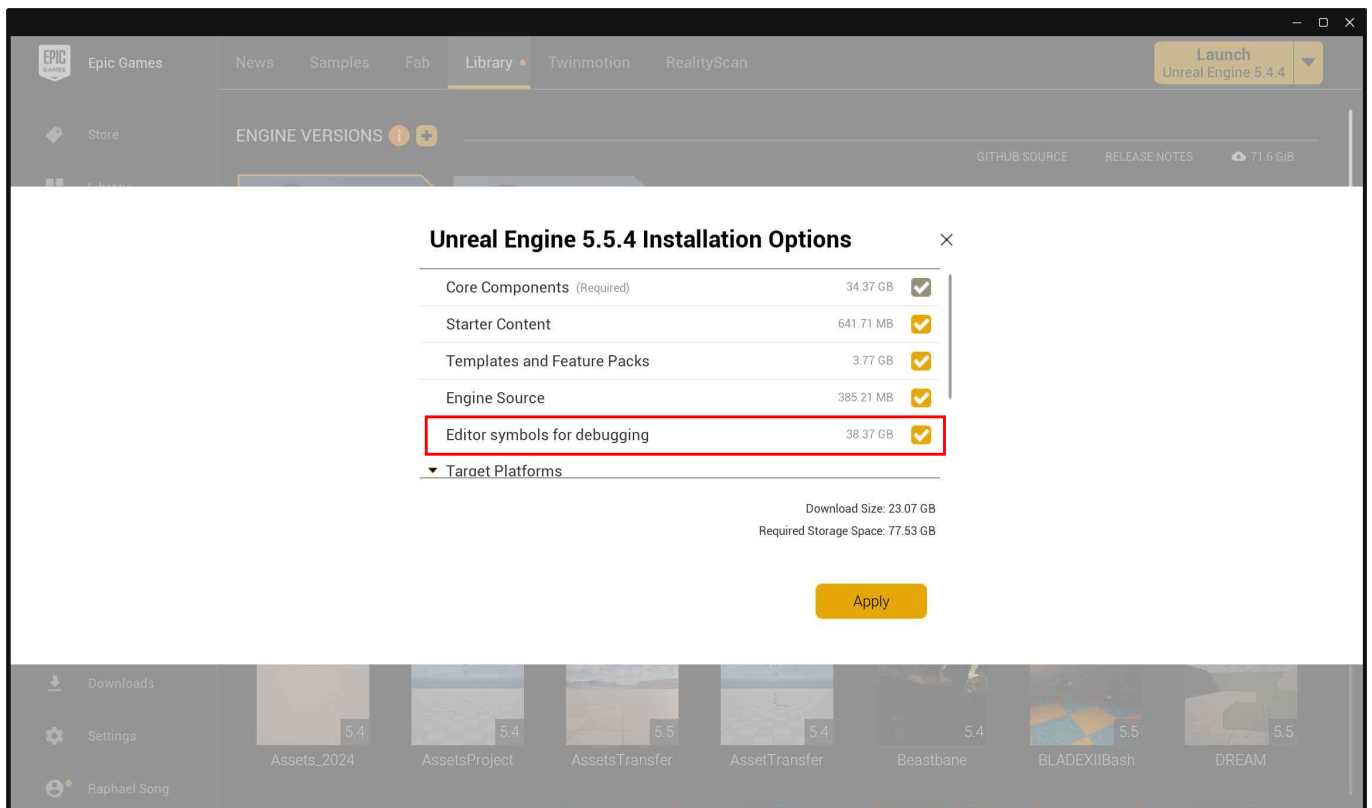 EPIC
GAMES
Epic Games
News
Samples
Fab
Library
Twinmotion
RealityScan
Launch
Unreal Engine 5.4.4
Store
ENGINE VERSIONS
GITHUB SOURCE
RELEASE NOTES
71.6 GiB
Library
Unreal Engine 5.5.4 Installation Options
Core Components (Required) 34.37 GB
Starter Content 641.71 MB
Templates and Feature Packs 3.77 GB
Engine Source 385.21 MB
Editor symbols for debugging 38.37 GB
Target Platforms
Download Size: 23.07 GB
Required Storage Space: 77.53 GB
Apply
Downloads
Settings
Raphael Song
5.4
5.4
5.5
5.4
5.4
5.5
5.5
Assets_2024
AssetsProject
AssetsTransfer
AssetTransfer
Beastbane
BLADEXIIBash
DREAM